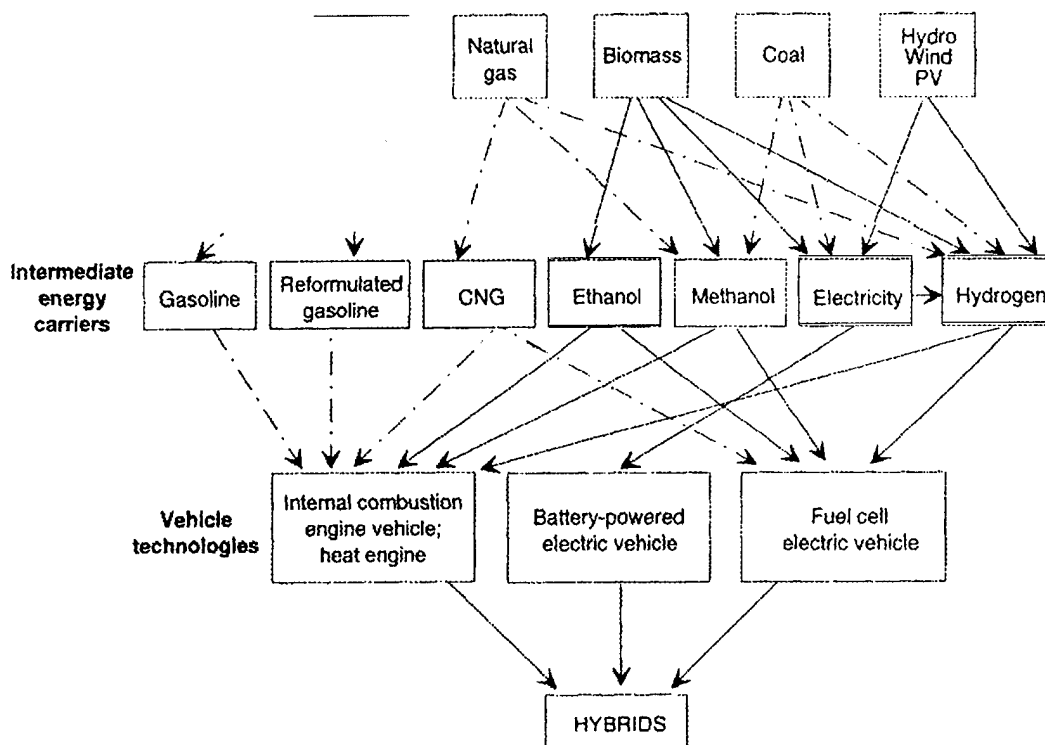 Natural
gas
Biomass
Coal
Hydro
Wind
PV
Intermediate
energy
carriers
Gasoline
Reformulated
gasoline
CNG
Ethanol
Methanol
Electricity
Hydrogen
Vehicle
technologies
Internal combustion
engine vehicle;
heat engine
Battery-powered
electric vehicle
Fuel cell
electric vehicle
HYBRIDS